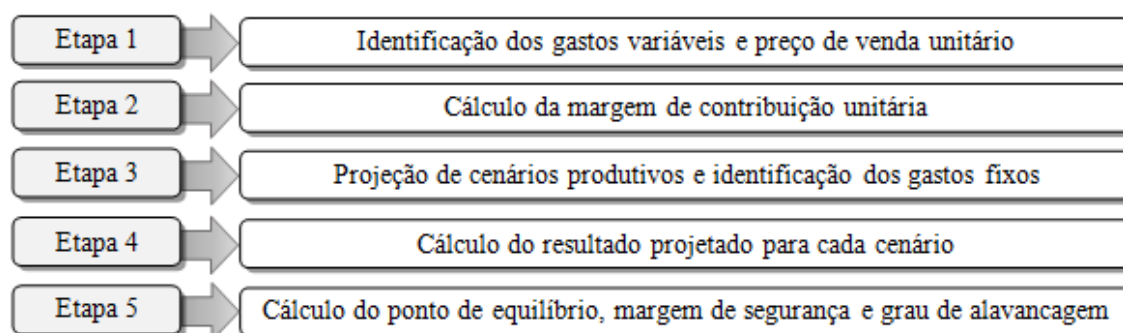 Etapa 1
Identificação dos gastos variáveis e preço de venda unitário
Etapa 2
Cálculo da margem de contribuição unitária
Etapa 3
Projeção de cenários produtivos e identificação dos gastos fixos
Etapa 4
Cálculo do resultado projetado para cada cenário
Etapa 5
Cálculo do ponto de equilíbrio, margem de segurança e grau de alavancagem